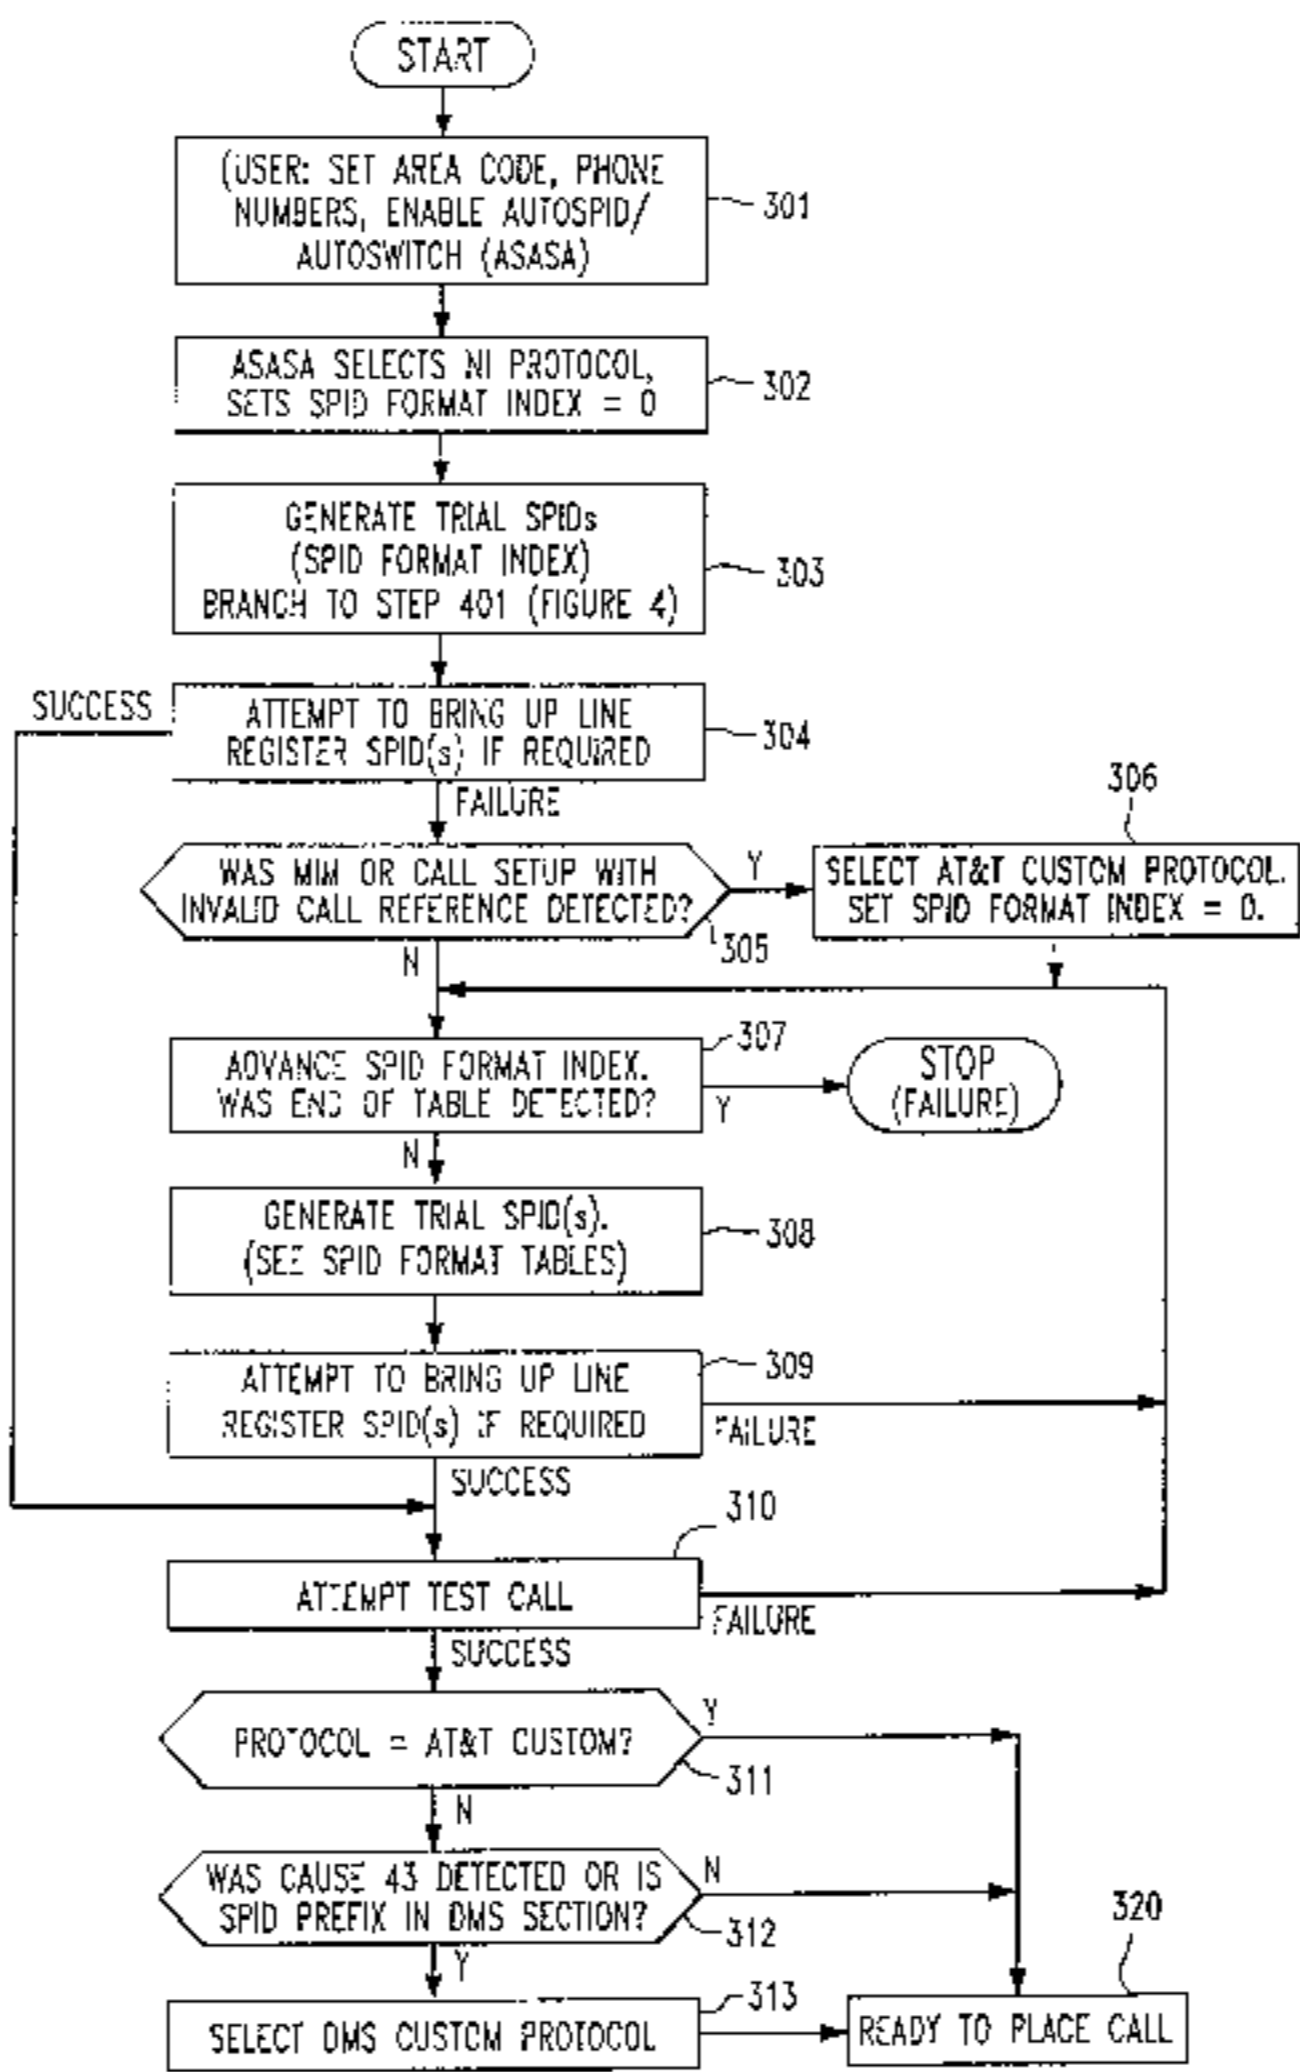 START
(USER: SET AREA CODE, PHONE
NUMBERS, ENABLE AUTOSPID/
AUTOSWITCH (ASASA)
301
ASASA SELECTS NI PROTOCOL,
SETS SPID FORMAT INDEX = 0
302
GENERATE TRIAL SPIDs
(SPID FORMAT INDEX)
BRANCH TO STEP 401 (FIGURE 4)
303
SUCCESS
ATTEMPT TO BRING UP LINE
REGISTER SPID(s) IF REQUIRED
304
FAILURE
306
WAS MIM OR CALL SETUP WITH
INVALID CALL REFERENCE DETECTED?
305
Y
SELECT AT&T CUSTOM PROTOCOL.
SET SPID FORMAT INDEX = 0.
N
307
ADVANCE SPID FORMAT INDEX.
WAS END OF TABLE DETECTED?
Y
STOP
(FAILURE)
N
GENERATE TRIAL SPID(s).
(SEE SPID FORMAT TABLES)
308
ATTEMPT TO BRING UP LINE
REGISTER SPID(s) IF REQUIRED
309
FAILURE
SUCCESS
310
ATTEMPT TEST CALL
FAILURE
SUCCESS
PROTOCOL = AT&T CUSTOM?
Y
311
N
WAS CAUSE 43 DETECTED OR IS
SPID PREFIX IN DMS SECTION?
N
312
320
Y
313
SELECT DMS CUSTOM PROTOCOL
READY TO PLACE CALL